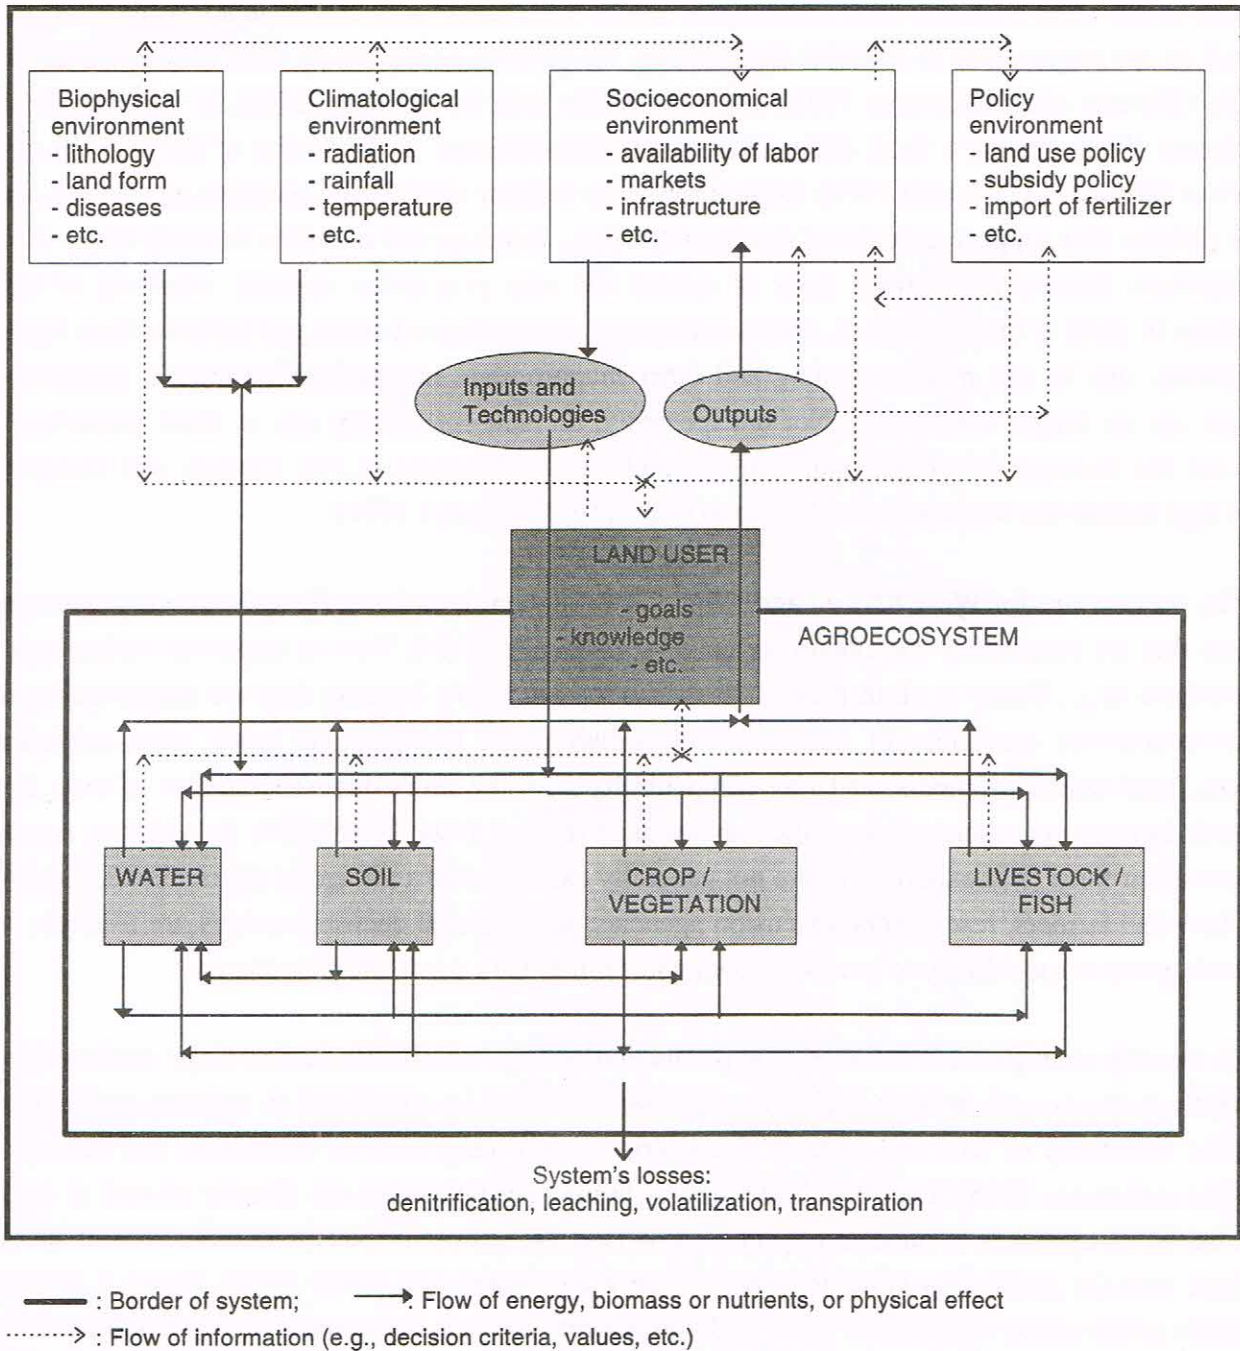 Biophysical
environment
- lithology
- land form
- diseases
- etc.
Climatological
environment
- radiation
- rainfall
- temperature
- etc.
Socioeconomical
environment
- availability of labor
- markets
- infrastructure
- etc.
Policy
environment
- land use policy
- subsidy policy
- import of fertilizer
- etc.
Inputs and
Technologies
Outputs
LAND USER
- goals
- knowledge
- etc.
AGROECOSYSTEM
WATER
SOIL
CROP /
VEGETATION
LIVESTOCK /
FISH
System's losses:
denitrification, leaching, volatilization, transpiration
: Border of system;
: Flow of energy, biomass or nutrients, or physical effect
: Flow of information (e.g., decision criteria, values, etc.)